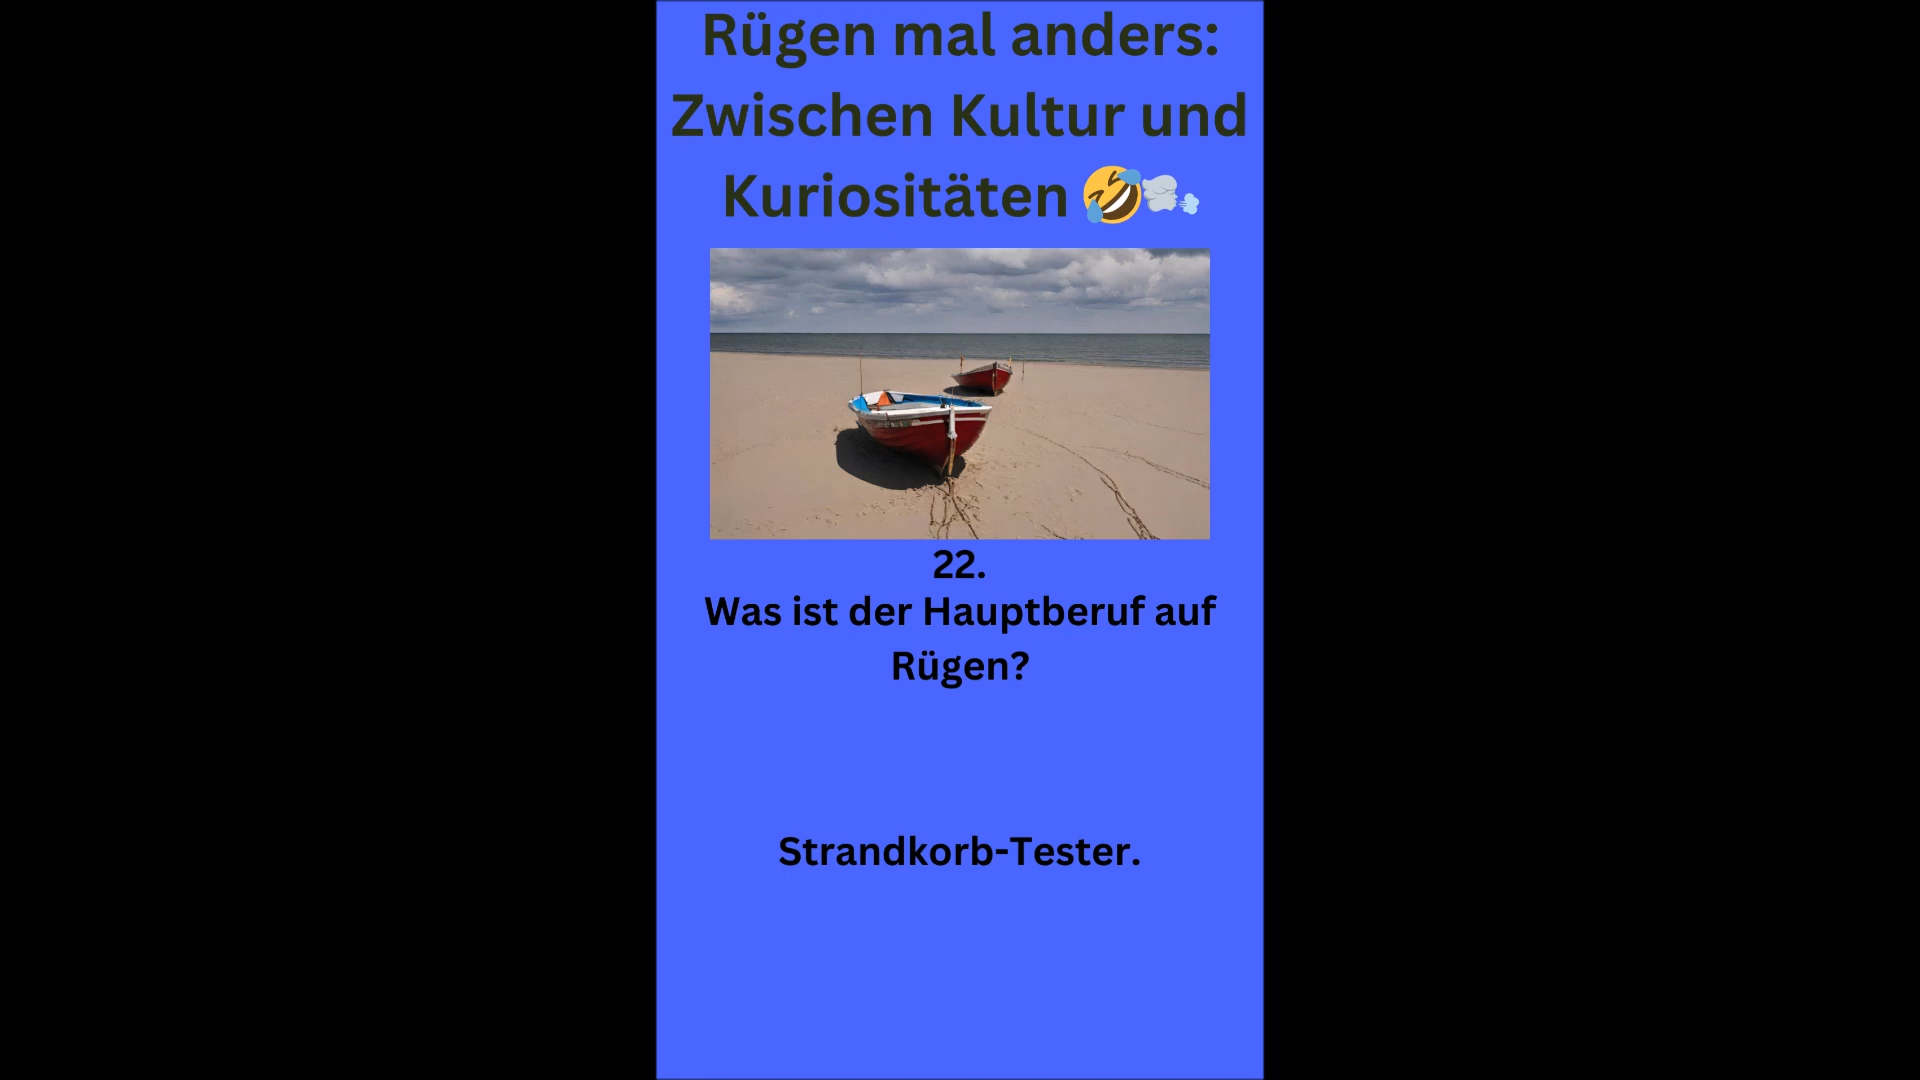 Rügen mal anders:
Zwischen Kultur und
Kuriositäten 🤣💨
22.
Was ist der Hauptberuf auf
Rügen?
Strandkorb-Tester.